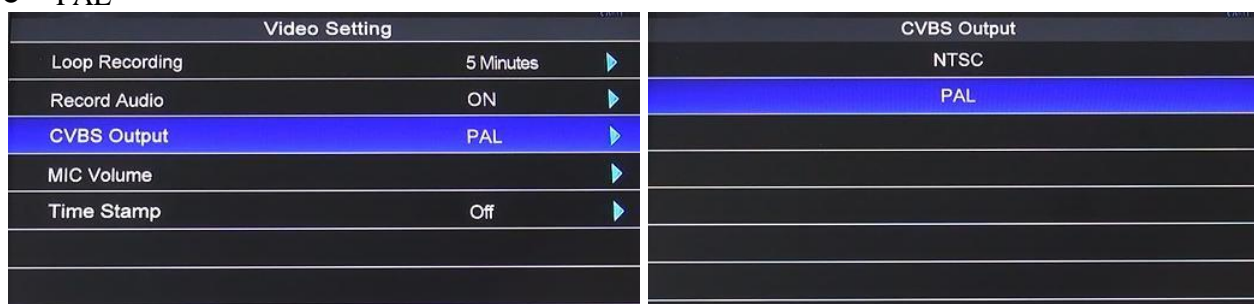 PAL
Video Setting
Loop Recording 5 Minutes
Record Audio ON
CVBS Output PAL
MIC Volume
Time Stamp Off
CVBS Output
NTSC
PAL